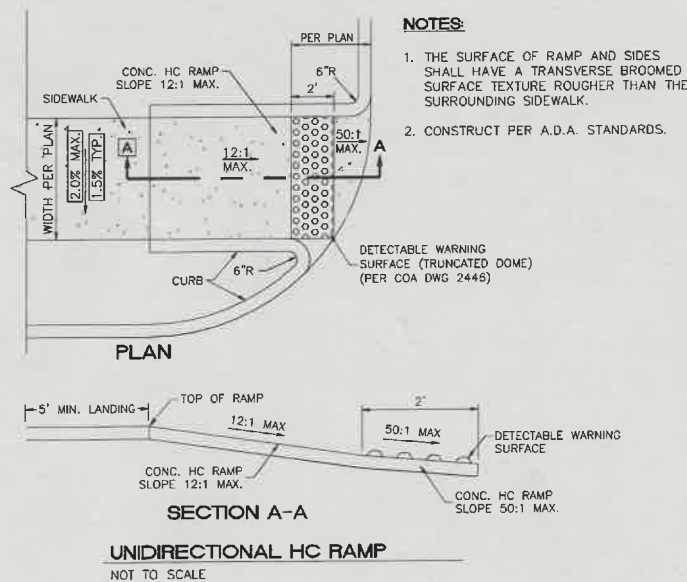 PER PLAN
NOTES:
1. THE SURFACE OF RAMP AND SIDES
SHALL HAVE A TRANSVERSE BROOMED
SURFACE TEXTURE ROUGHER THAN THE
SURROUNDING SIDEWALK.
2. CONSTRUCT PER A.D.A. STANDARDS.
CONC. HC RAMP
SLOPE 12:1 MAX.
6"R
2'
SIDEWALK
WIDTH PER PLAN
2.0% MAX.
1.5% TYP.
A
12:1
MAX.
50:1
MAX.
A
DETECTABLE WARNING
SURFACE (TRUNCATED DOME)
(PER COA DWG 2446)
6"R
CURB
PLAN
5' MIN. LANDING
TOP OF RAMP
12:1 MAX
2'
50:1 MAX
DETECTABLE WARNING
SURFACE
CONC. HC RAMP
SLOPE 12:1 MAX.
CONC. HC RAMP
SLOPE 50:1 MAX.
SECTION A-A
UNIDIRECTIONAL HC RAMP
NOT TO SCALE